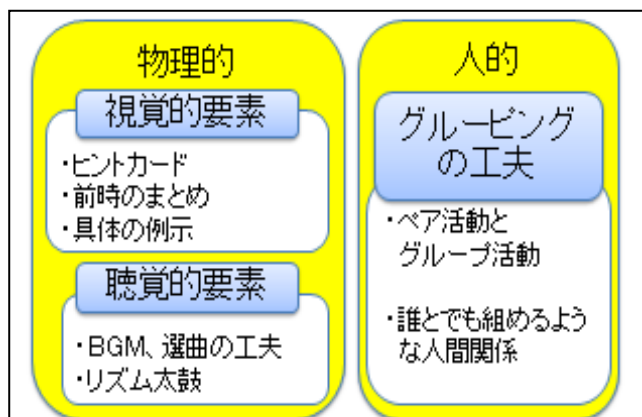 物理的
視覚的要素
・ヒントカード
・前時のまとめ
・具体の例示
聴覚的要素
・BGM、選曲の工夫
・リズム太鼓
人的
グルーピング
の工夫
・ペア活動と
グループ活動
・誰とでも組めるよう
な人間関係